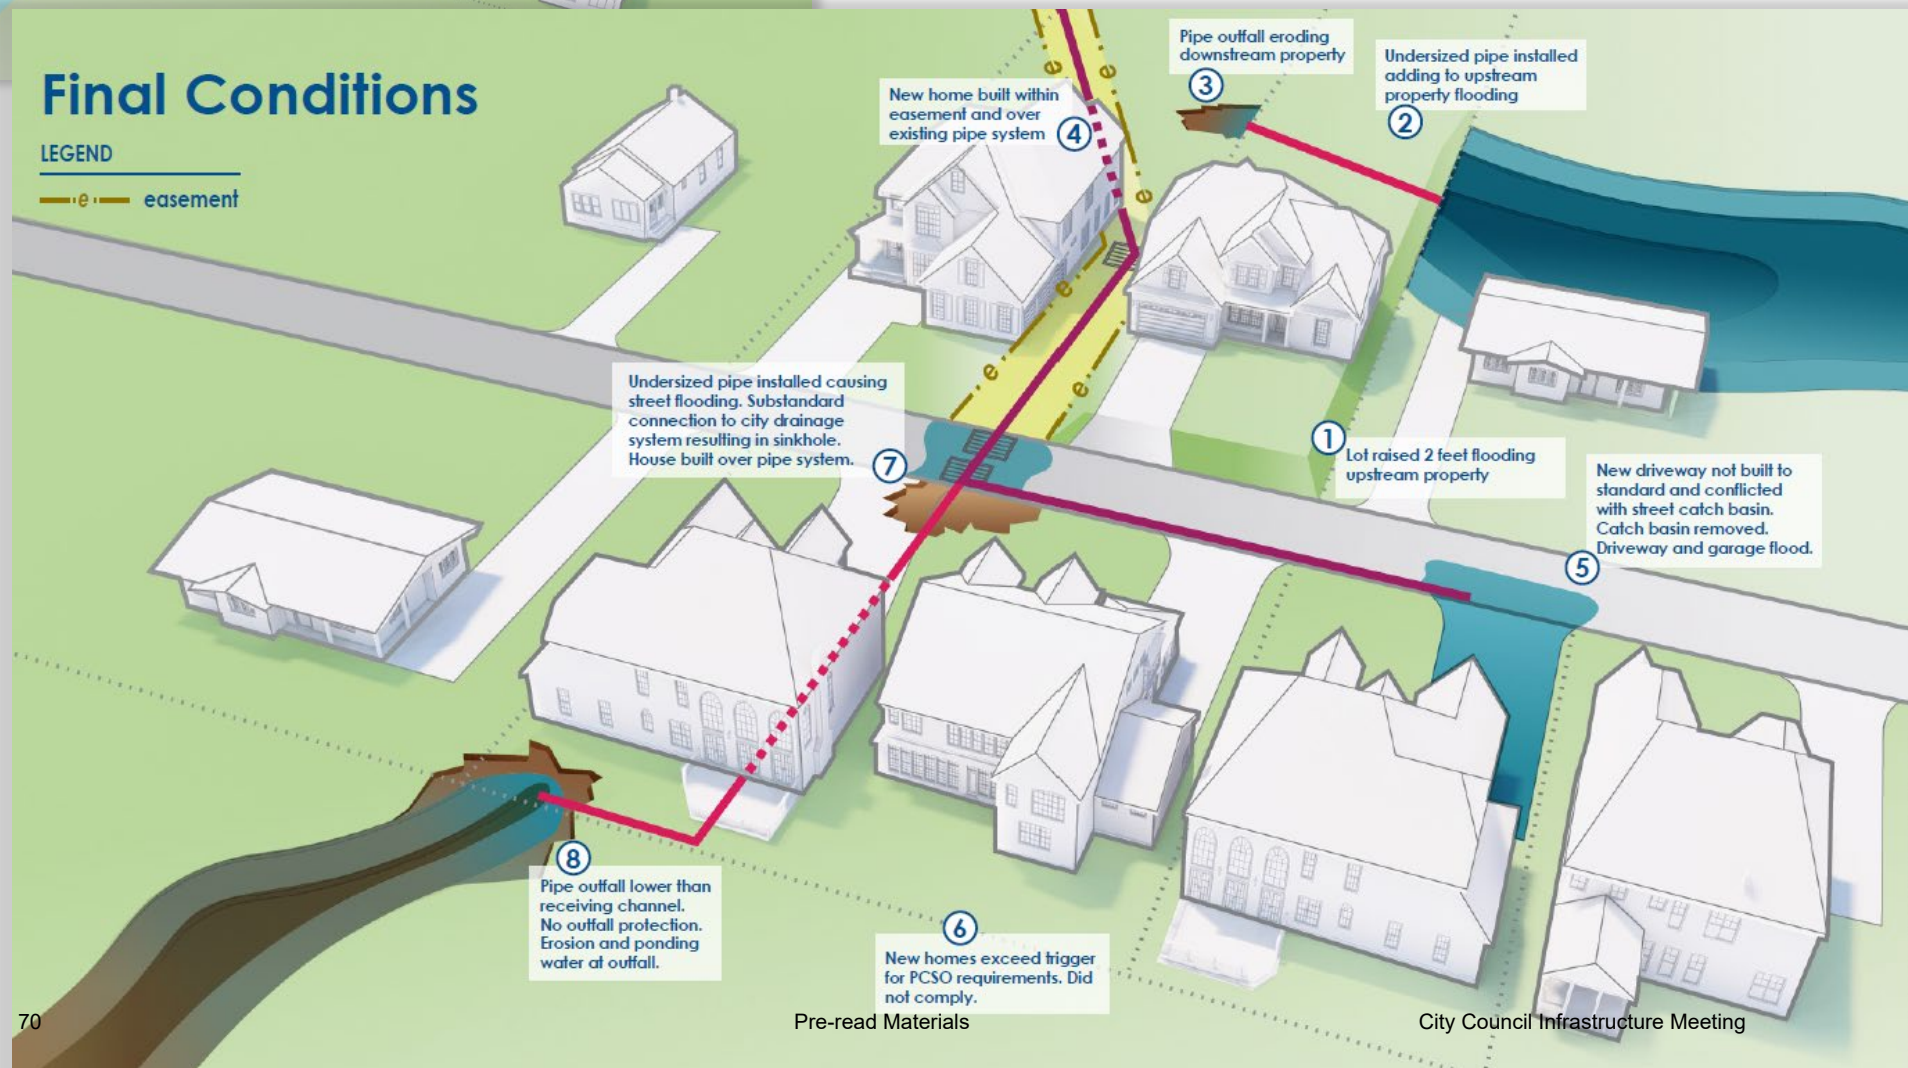 Final Conditions
LEGEND
e easement
Pipe outfall eroding
downstream property
3
Undersized pipe installed
adding to upstream
property flooding
2
New home built within
easement and over
existing pipe system
4
e
e
e
e
e
e
Undersized pipe installed causing
street flooding. Substandard
connection to city drainage
system resulting in sinkhole.
House built over pipe system.
7
1
Lot raised 2 feet flooding
upstream property
New driveway not built to
standard and conflicted
with street catch basin.
Catch basin removed.
Driveway and garage flood.
5
8
Pipe outfall lower than
receiving channel.
No outfall protection.
Erosion and ponding
water at outfall.
6
New homes exceed trigger
for PCSO requirements. Did
not comply.
70
Pre-read Materials
City Council Infrastructure Meeting